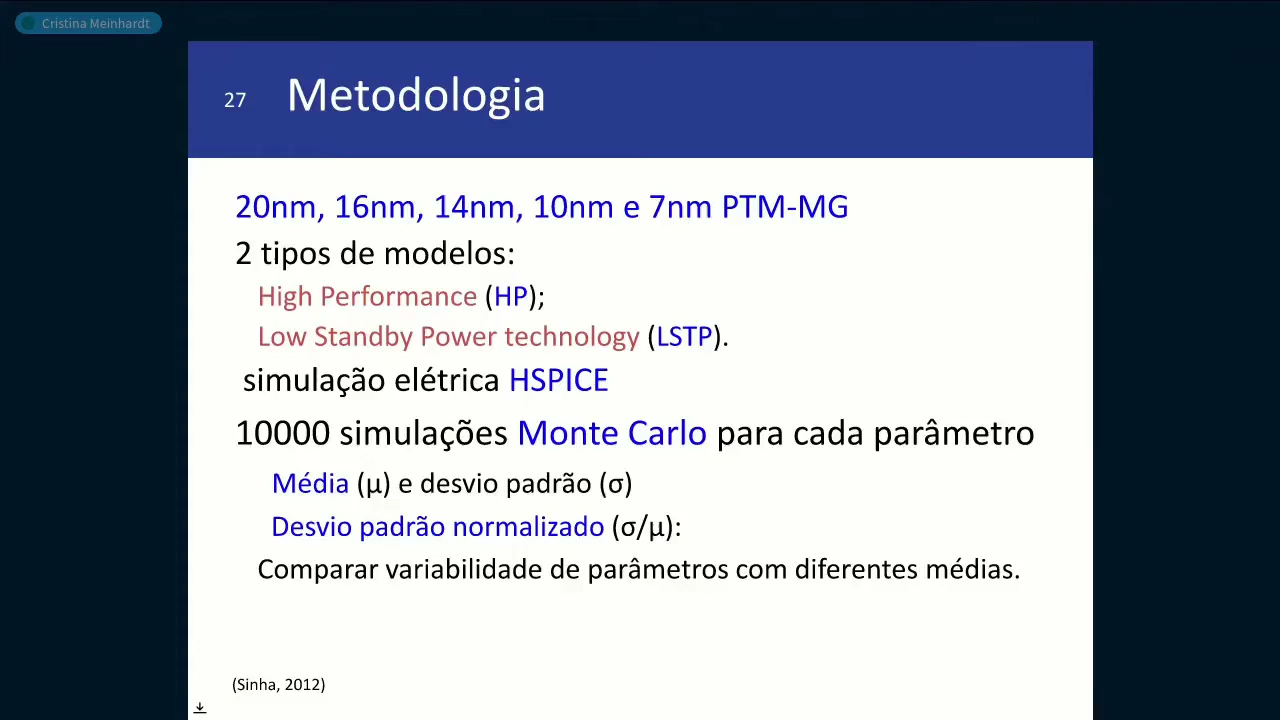 Cristina Meinhardt
27 Metodologia
20nm, 16nm, 14nm, 10nm e 7nm PTM-MG
2 tipos de modelos:
High Performance (HP);
Low Standby Power technology (LSTP).
simulação elétrica HSPICE
10000 simulações Monte Carlo para cada parâmetro
Média (μ) e desvio padrão (σ)
Desvio padrão normalizado (σ/μ):
Comparar variabilidade de parâmetros com diferentes médias.
(Sinha, 2012)